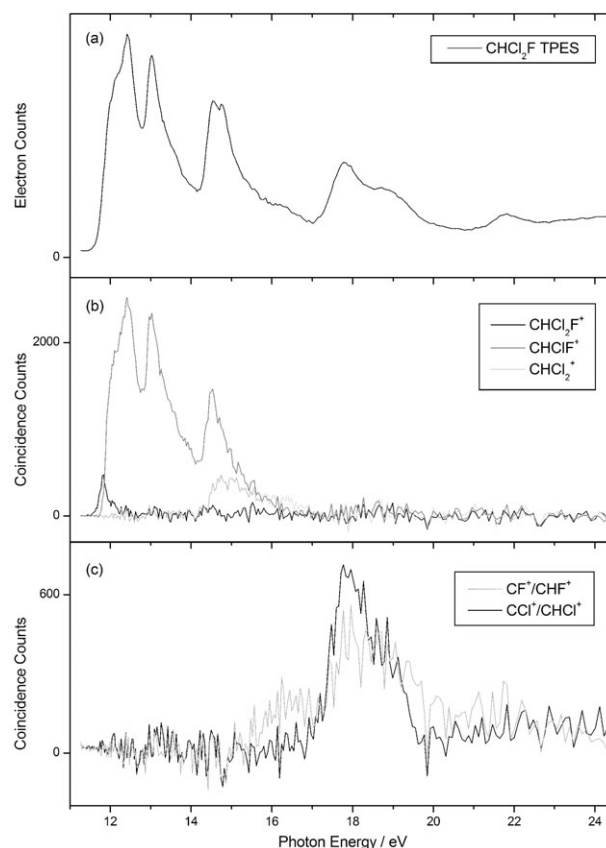 (a)
CHCl₂F TPES
Electron Counts
0
(b)
CHCl₂F⁺
CHClF⁺
CHCl₂⁺
Coincidence Counts
2000
0
(c)
CF⁺/CHF⁺
CCl⁺/CHCl⁺
Coincidence Counts
600
0
12 14 16 18 20 22 24
Photon Energy / eV